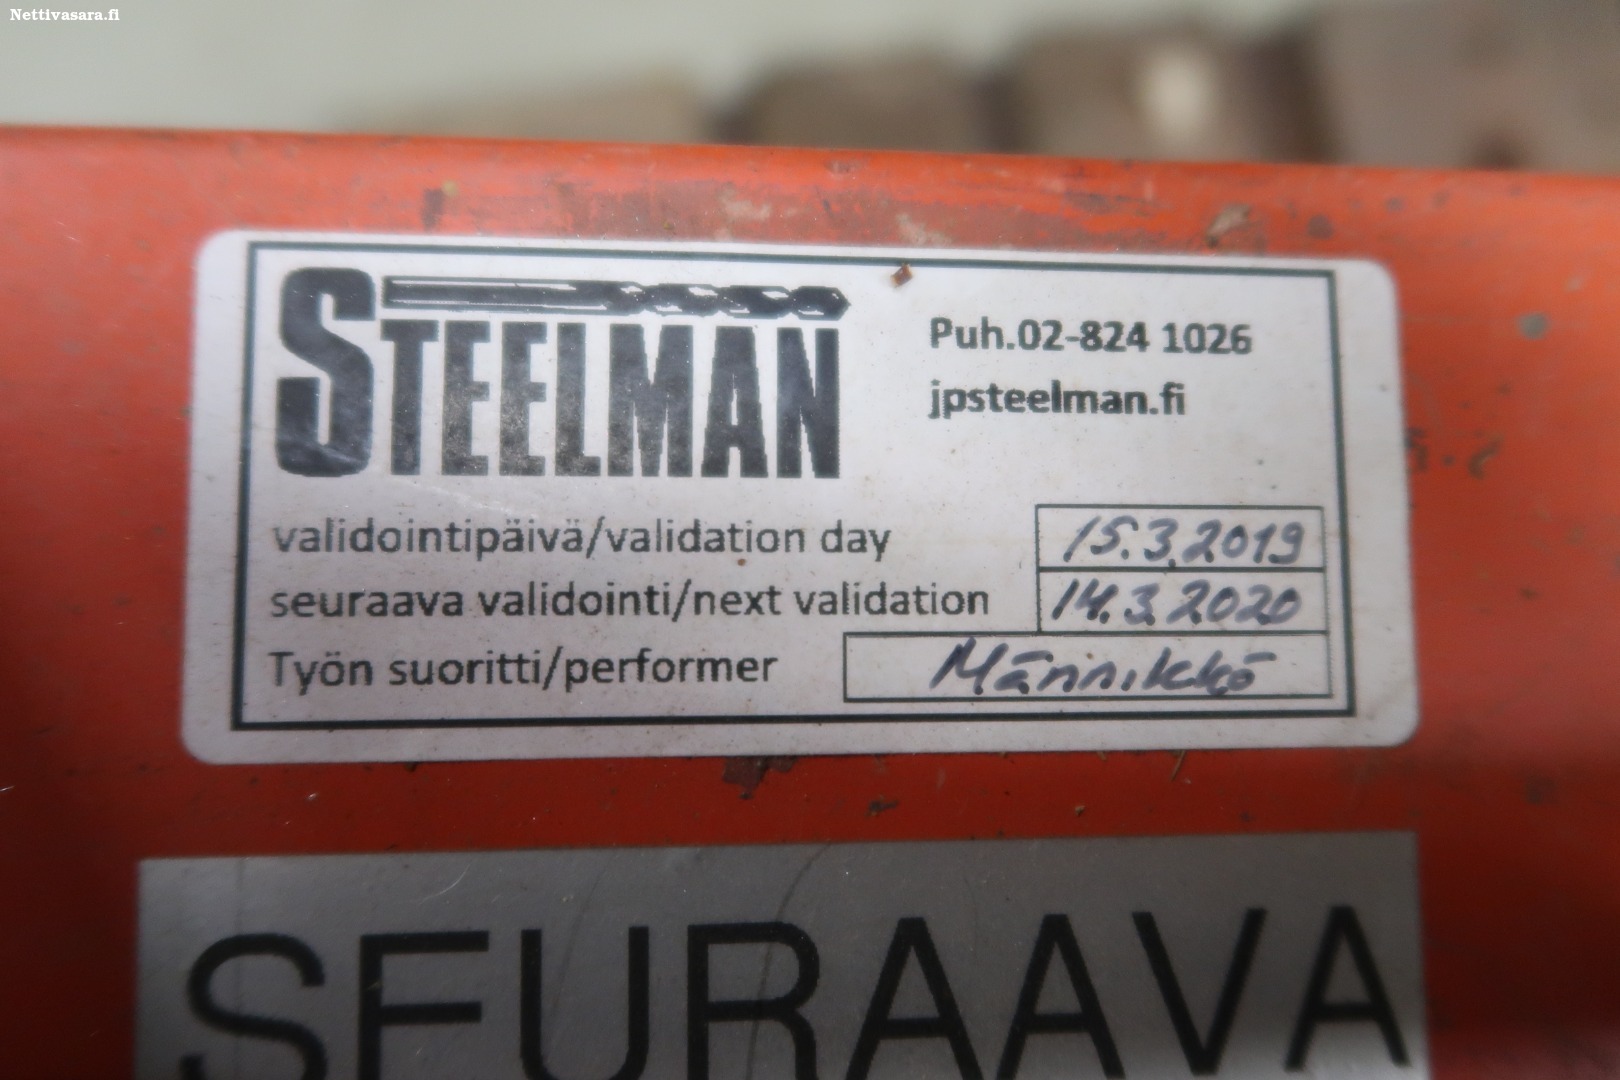 Nettivasara.fi
STEELMAN
Puh.02-824 1026
jpsteelman.fi
validointipäivä/validation day 15.3.2019
seuraava validointi/next validation 14.3.2020
Työn suoritti/performer Männikkö
SEURAAVA